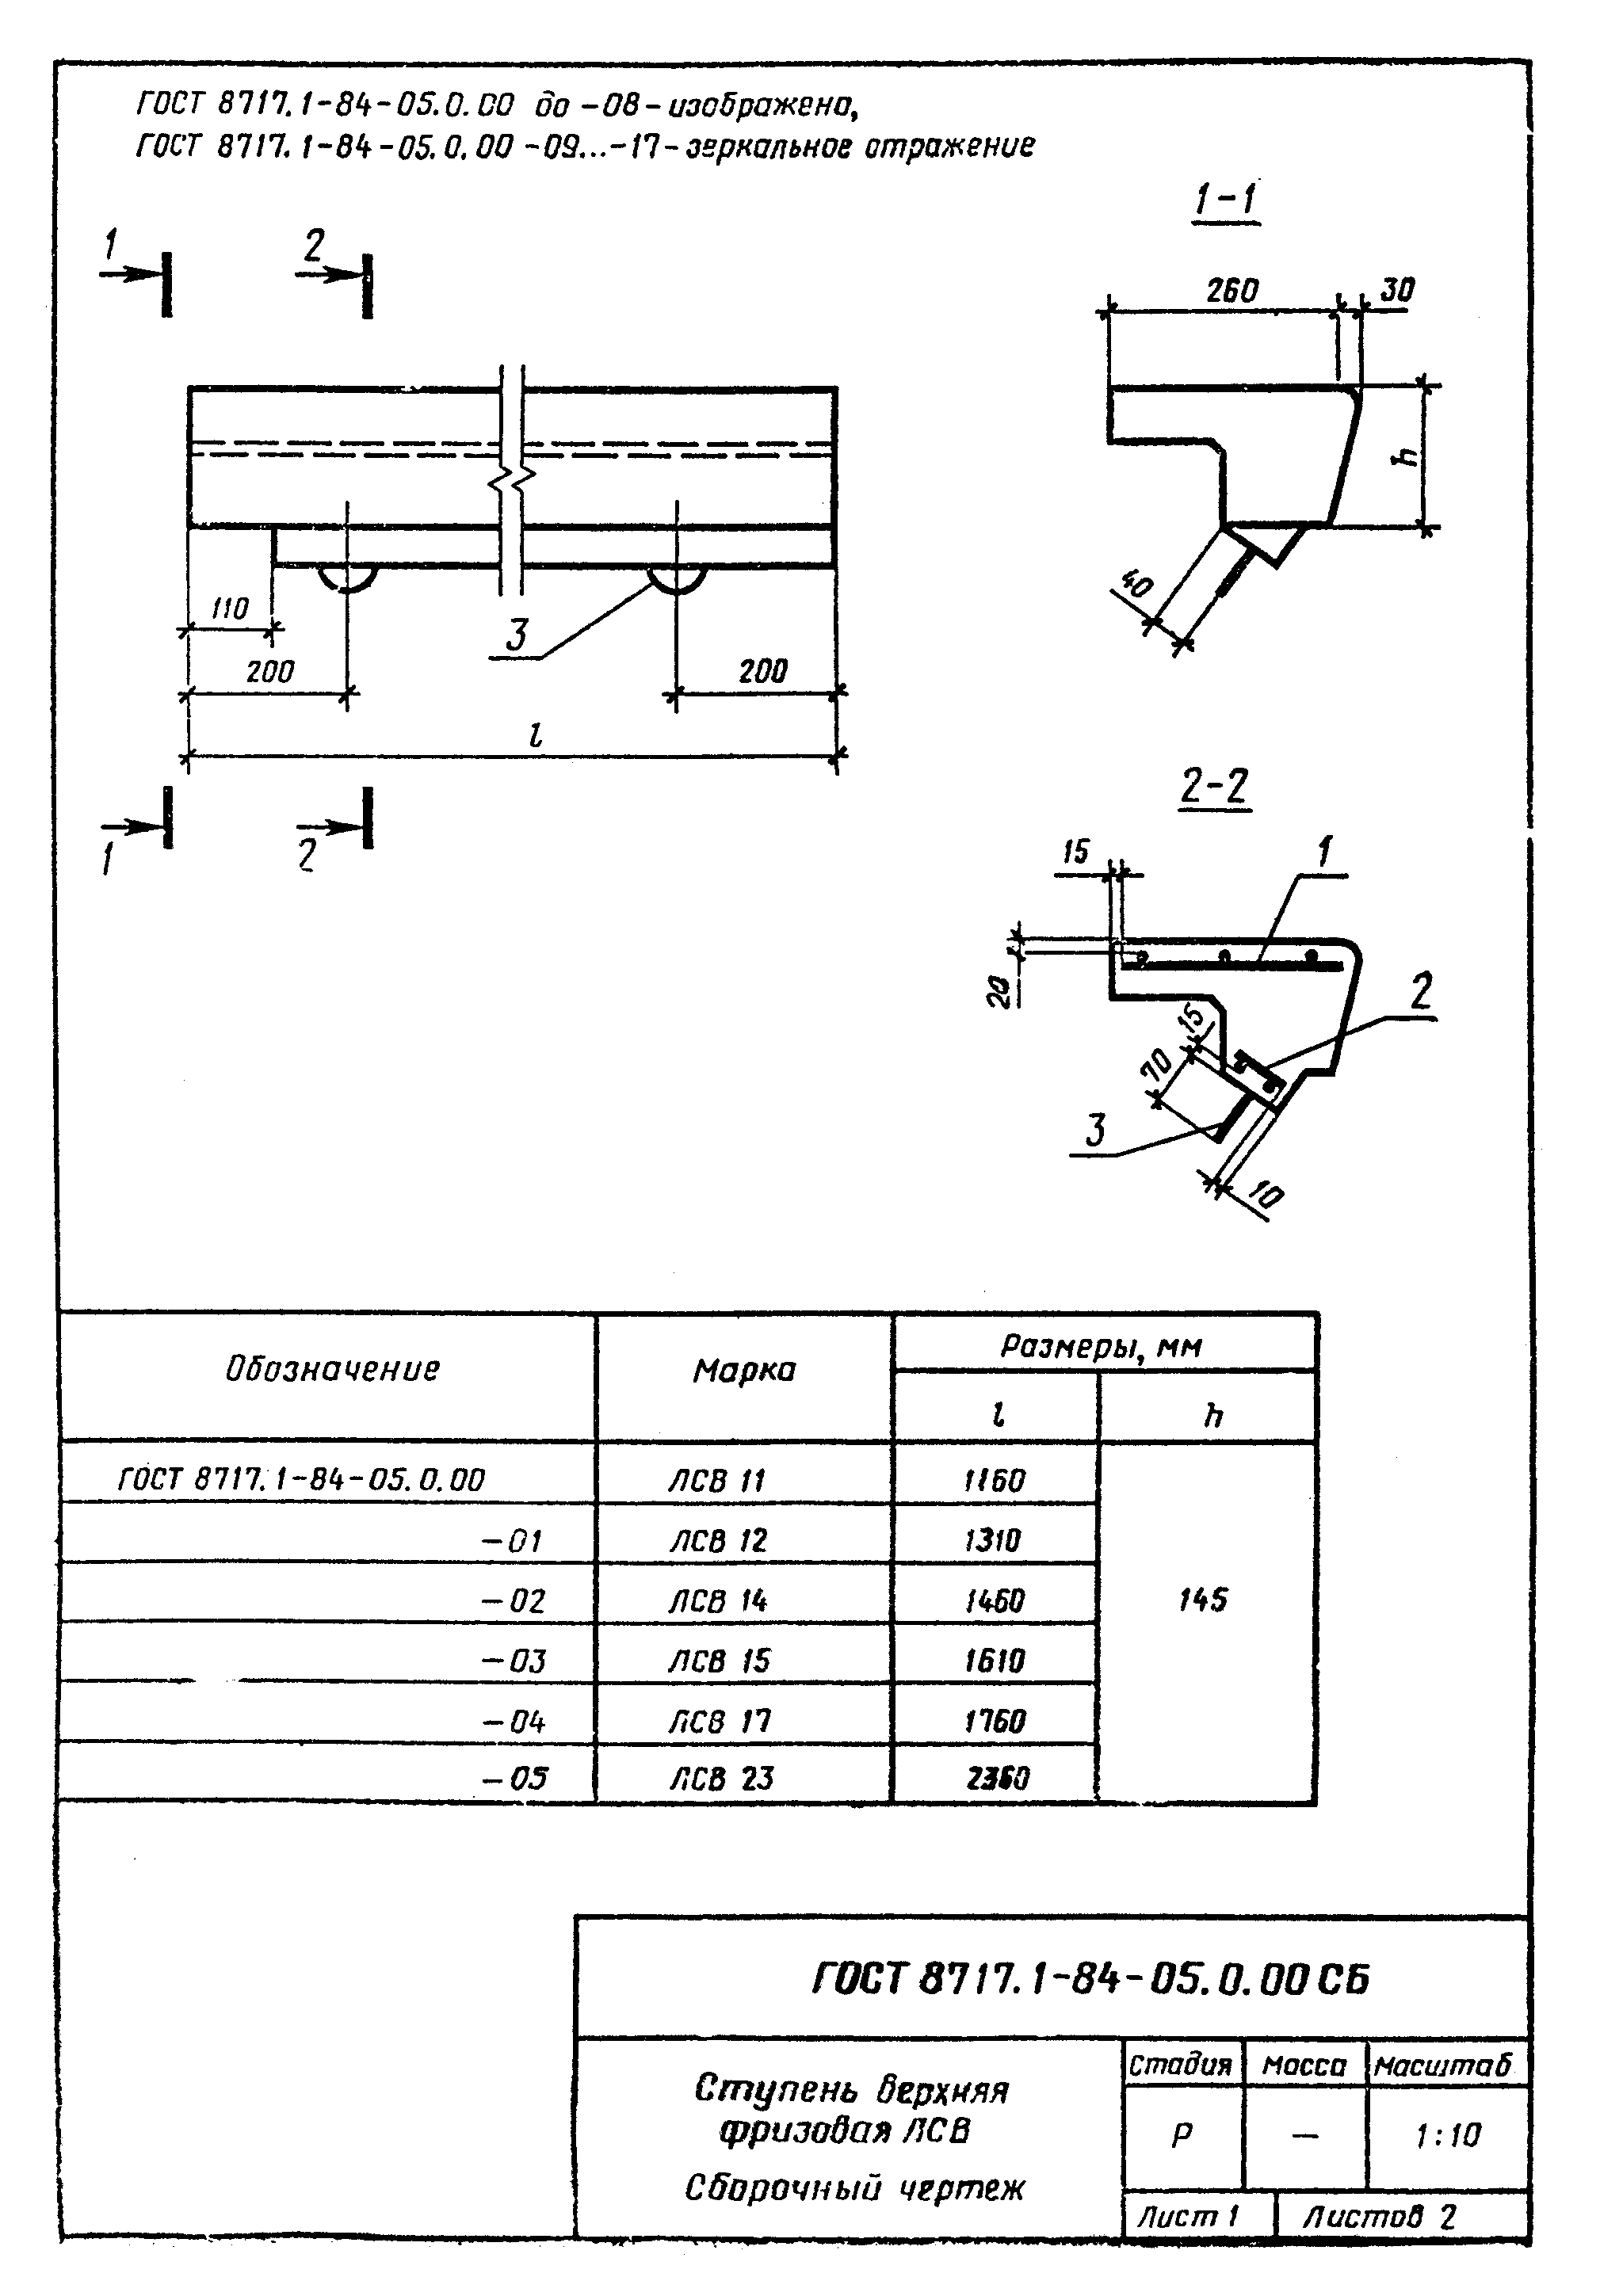 ГОСТ 8717.1-84-05.0.00 до -08- изображено,
ГОСТ 8717.1-84-05.0.00 -09...-17- зеркальное отражение
1-1
1
2
260
30
h
40
110
3
200
200
l
1
2
2-2
15
1
20
2
15
70
3
10
Обозначение
Марка
Размеры, мм
l
h
ГОСТ 8717.1-84-05.0.00
ЛСВ 11
1160
-01
ЛСВ 12
1310
-02
ЛСВ 14
1460
145
-03
ЛСВ 15
1610
-04
ЛСВ 17
1760
-05
ЛСВ 23
2360
ГОСТ 8717.1-84-05.0.00 СБ
Ступень верхняя
фризовая ЛСВ
Сборочный чертеж
Стадия
Масса
Масштаб
Р
—
1:10
Лист 1
Листов 2